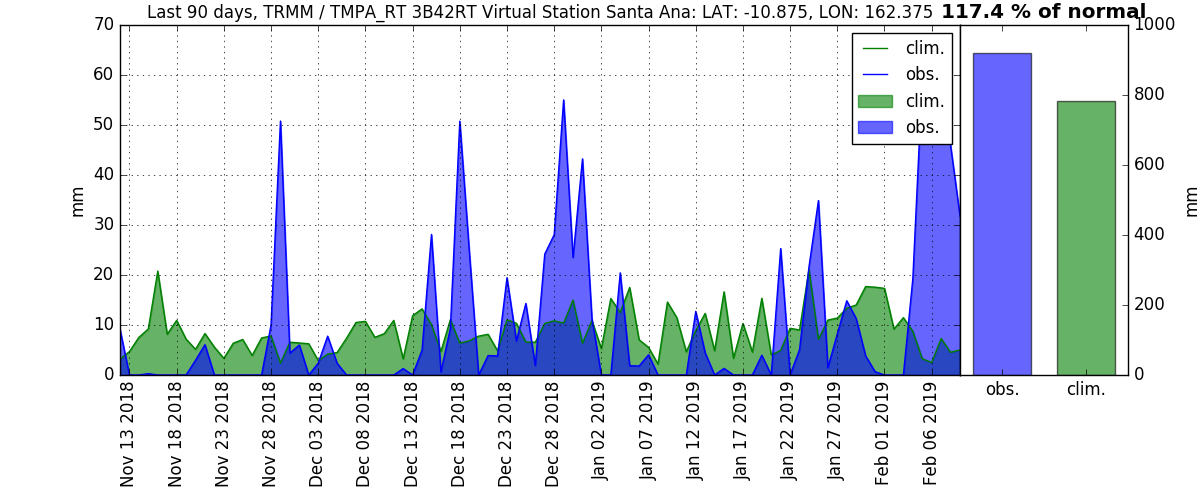 Last 90 days, TRMM / TMPA_RT 3B42RT Virtual Station Santa Ana: LAT: -10.875, LON: 162.375 117.4 % of normal
70
60
50
40
30
20
10
0
mm
clim.
obs.
clim.
obs.
1000
800
600
400
200
0
mm
obs.
clim.
Nov 13 2018
Nov 18 2018
Nov 23 2018
Nov 28 2018
Dec 03 2018
Dec 08 2018
Dec 13 2018
Dec 18 2018
Dec 23 2018
Dec 28 2018
Jan 02 2019
Jan 07 2019
Jan 12 2019
Jan 17 2019
Jan 22 2019
Jan 27 2019
Feb 01 2019
Feb 06 2019